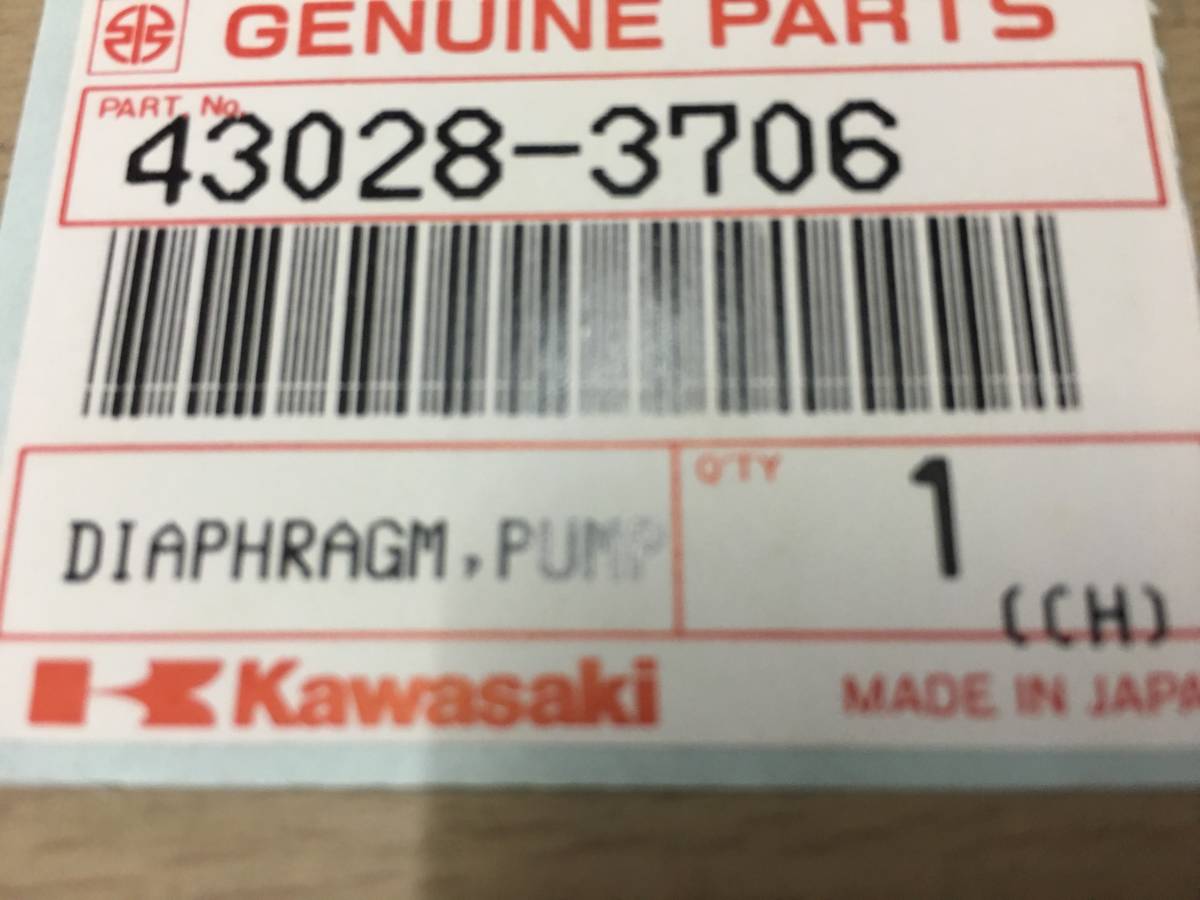 GENUINE PARTS
PART. No.
43028-3706
DIAPHRAGM, PUMP
Q'TY
1
(CH)
Kawasaki
MADE IN JAPA